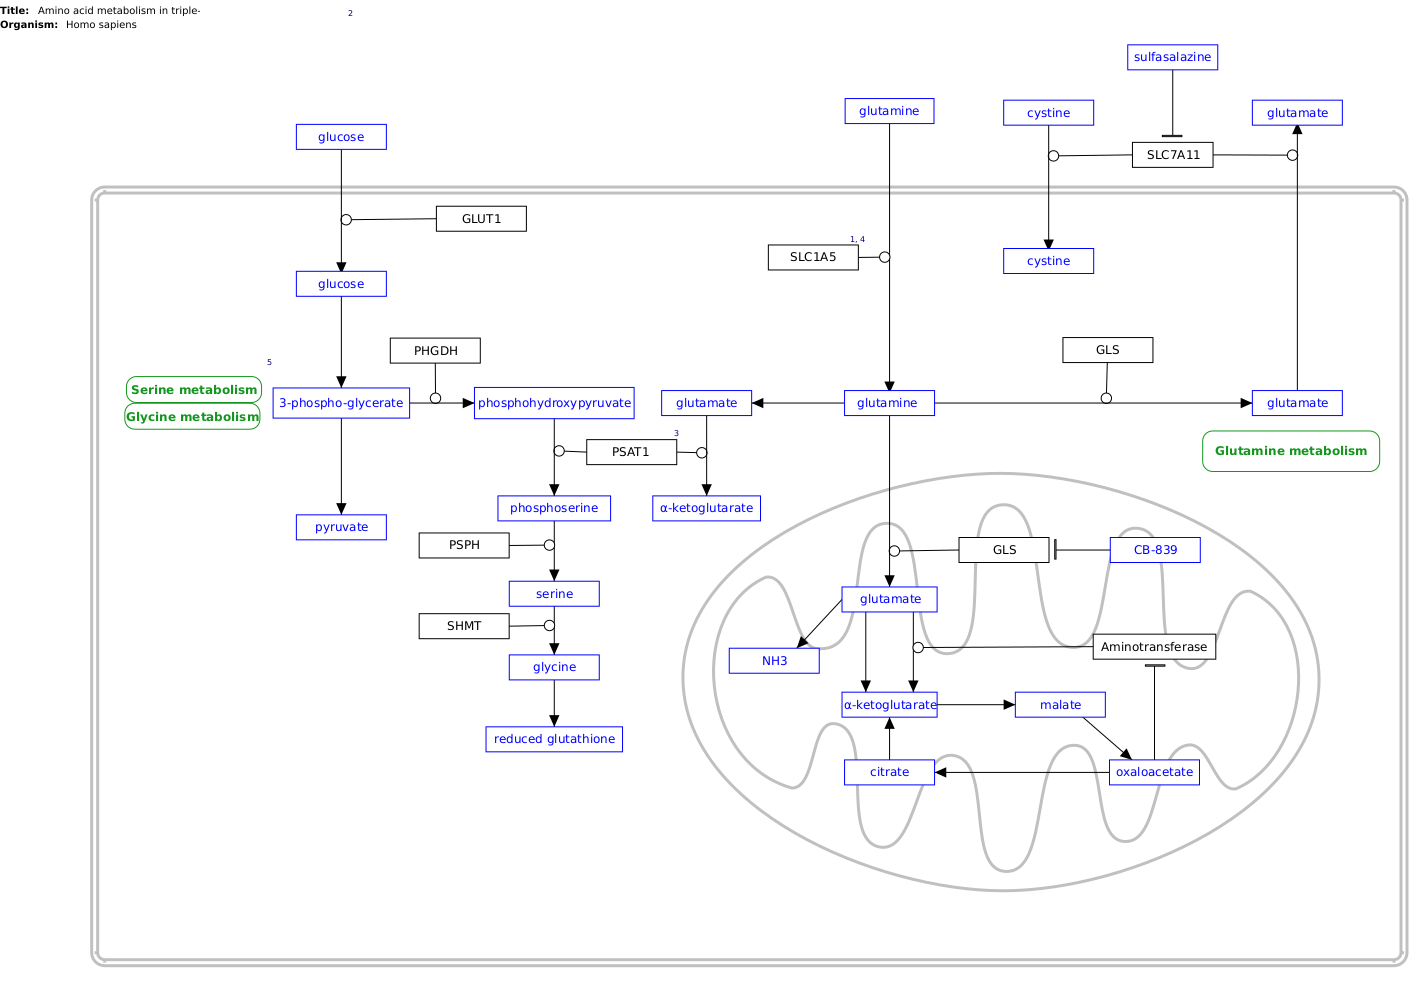 Title: Amino acid metabolism in triple-
2
Organism: Homo sapiens
sulfasalazine
glutamine
cystine
glutamate
glucose
SLC7A11
GLUT1
1, 4
SLC1A5
cystine
glucose
PHGDH
GLS
5
Serine metabolism
3-phospho-glycerate
phosphohydroxypyruvate
glutamate
glutamine
glutamate
Glycine metabolism
3
PSAT1
Glutamine metabolism
phosphoserine
α-ketoglutarate
pyruvate
PSPH
GLS
CB-839
serine
glutamate
SHMT
Aminotransferase
glycine
NH3
α-ketoglutarate
malate
reduced glutathione
citrate
oxaloacetate